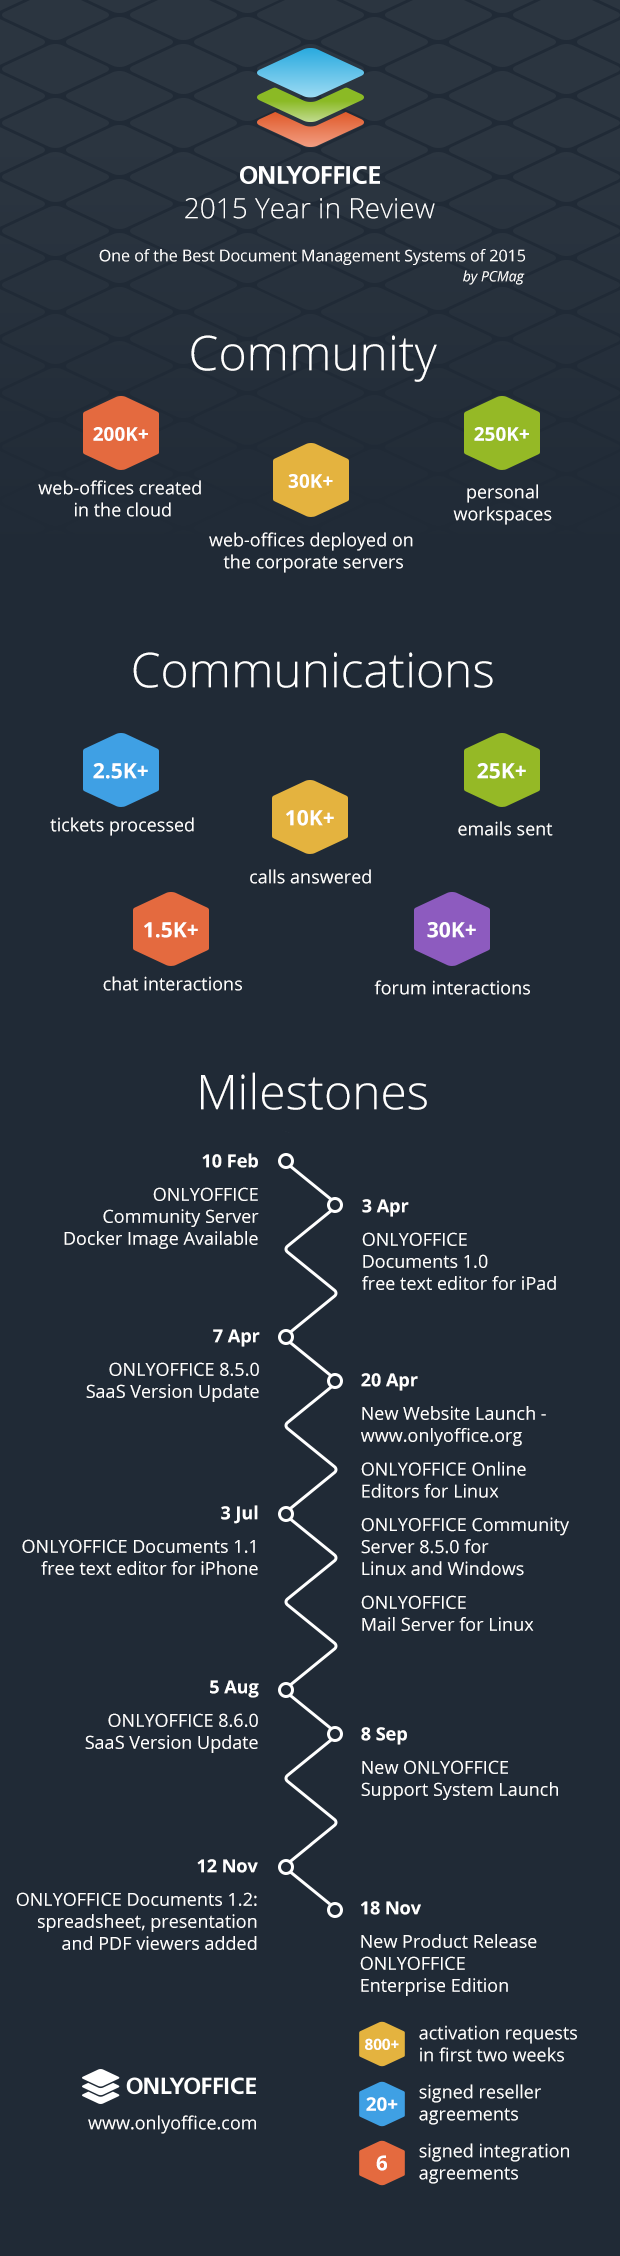 ONLYOFFICE
2015 Year in Review
One of the Best Document Management Systems of 2015
by PCMag
Community
200K+
web-offices created
in the cloud
30K+
web-offices deployed on
the corporate servers
250K+
personal
workspaces
Communications
2.5K+
tickets processed
10K+
calls answered
25K+
emails sent
1.5K+
chat interactions
30K+
forum interactions
Milestones
10 Feb
ONLYOFFICE
Community Server
Docker Image Available
3 Apr
ONLYOFFICE
Documents 1.0
free text editor for iPad
7 Apr
ONLYOFFICE 8.5.0
SaaS Version Update
20 Apr
New Website Launch -
www.onlyoffice.org
ONLYOFFICE Online
Editors for Linux
ONLYOFFICE Community
Server 8.5.0 for
Linux and Windows
ONLYOFFICE
Mail Server for Linux
3 Jul
ONLYOFFICE Documents 1.1
free text editor for iPhone
5 Aug
ONLYOFFICE 8.6.0
SaaS Version Update
8 Sep
New ONLYOFFICE
Support System Launch
12 Nov
ONLYOFFICE Documents 1.2:
spreadsheet, presentation
and PDF viewers added
18 Nov
New Product Release
ONLYOFFICE
Enterprise Edition
800+
activation requests
in first two weeks
20+
signed reseller
agreements
6
signed integration
agreements
ONLYOFFICE
www.onlyoffice.com